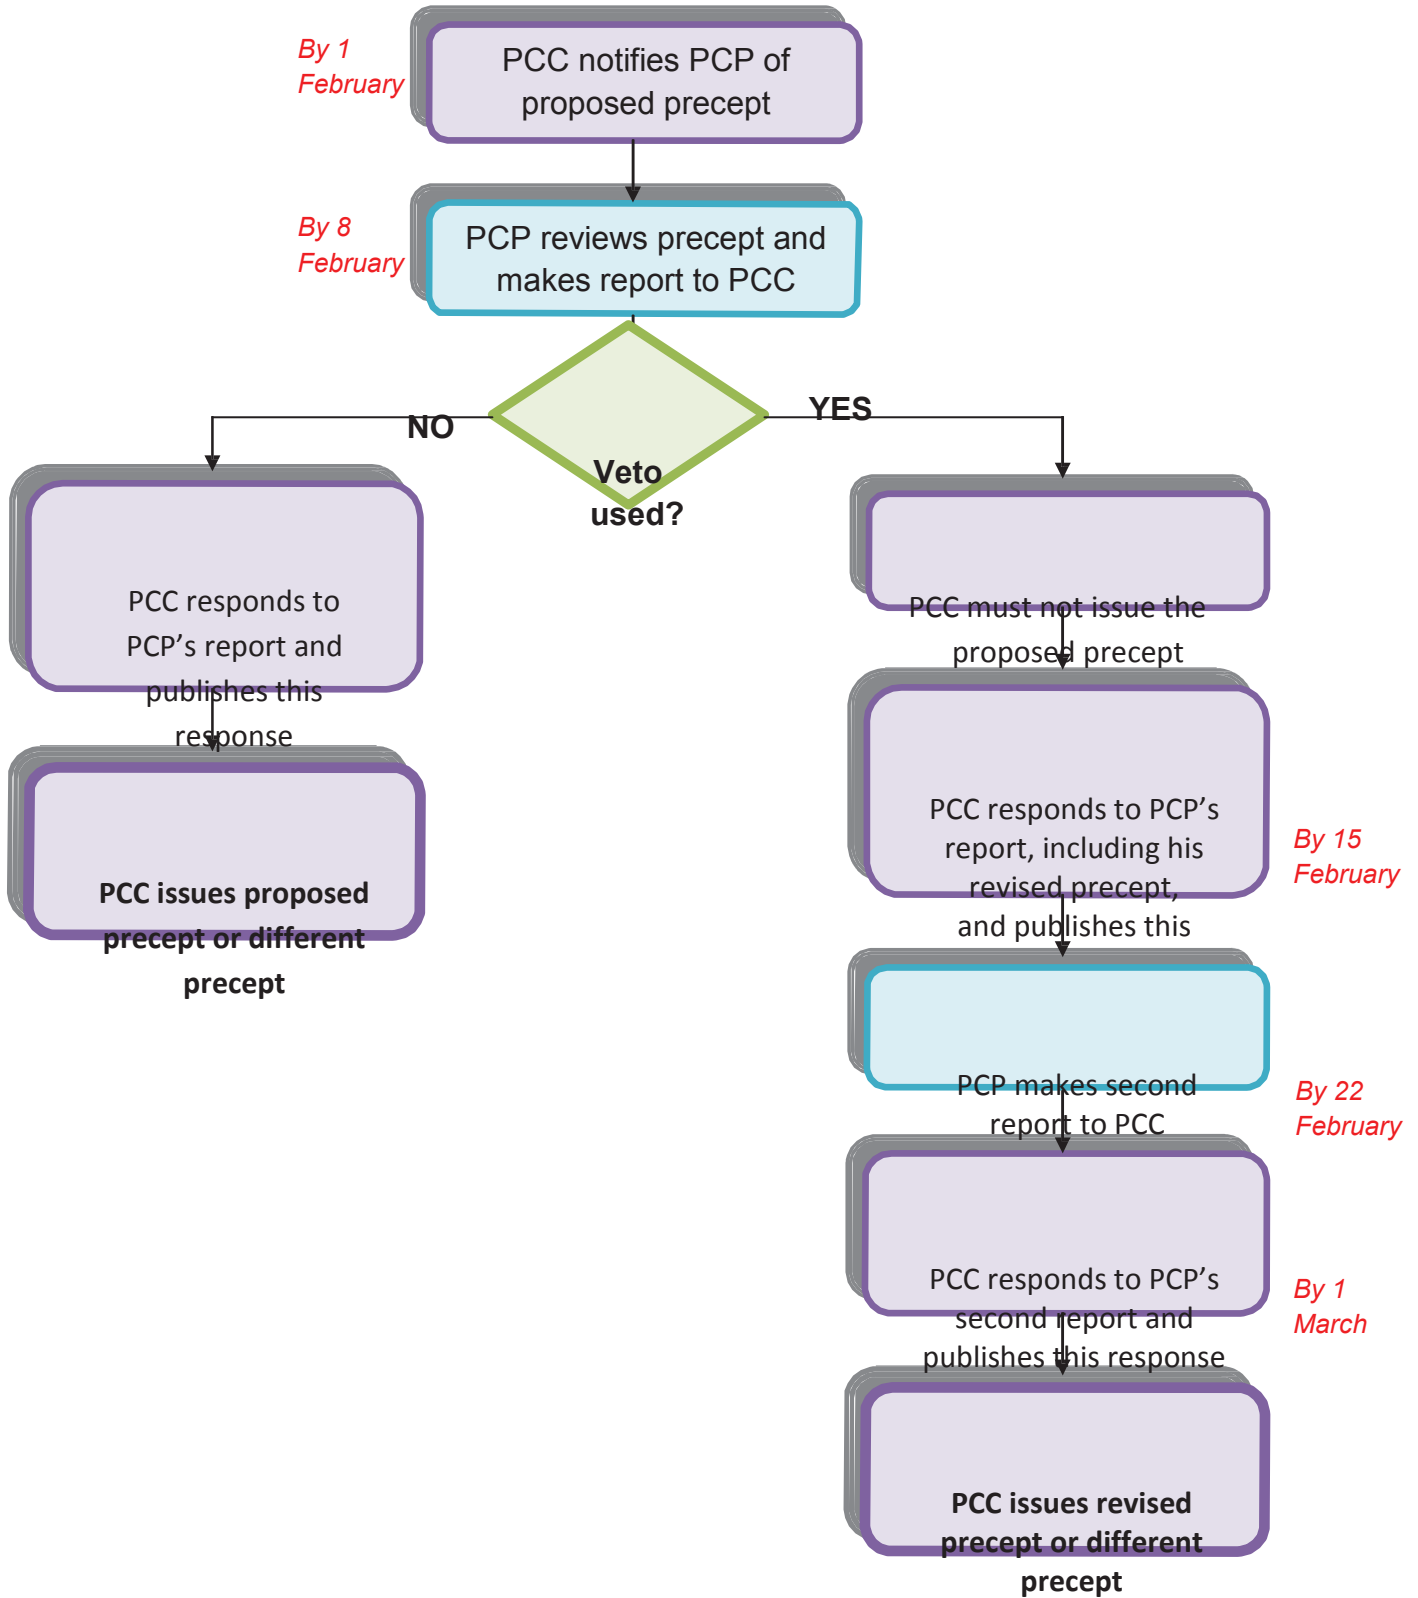 By 1
February
PCC notifies PCP of
proposed precept
By 8
February
PCP reviews precept and
makes report to PCC
NO
YES
Veto
used?
PCC responds to
PCP’s report and
publishes this
response
PCC issues proposed
precept or different
precept
PCC must not issue the
proposed precept
PCC responds to PCP’s
report, including his
revised precept,
and publishes this
By 15
February
PCP makes second
report to PCC
By 22
February
PCC responds to PCP’s
second report and
publishes this response
By 1
March
PCC issues revised
precept or different
precept